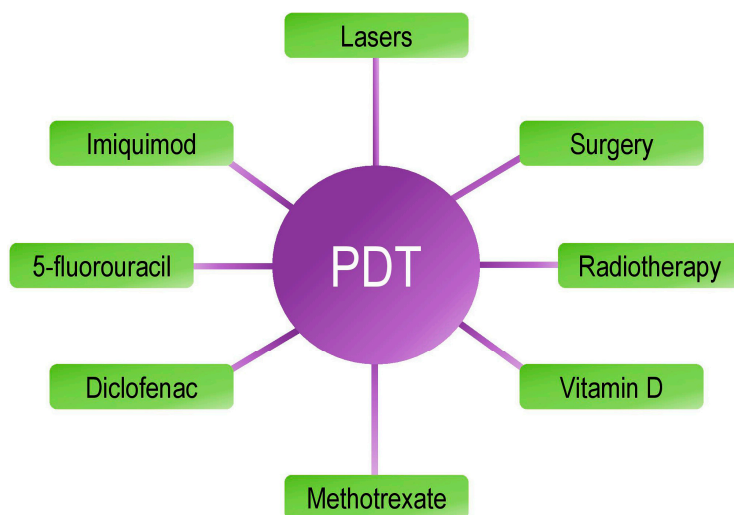 Lasers
Imiquimod
Surgery
5-fluorouracil
PDT
Radiotherapy
Diclofenac
Vitamin D
Methotrexate